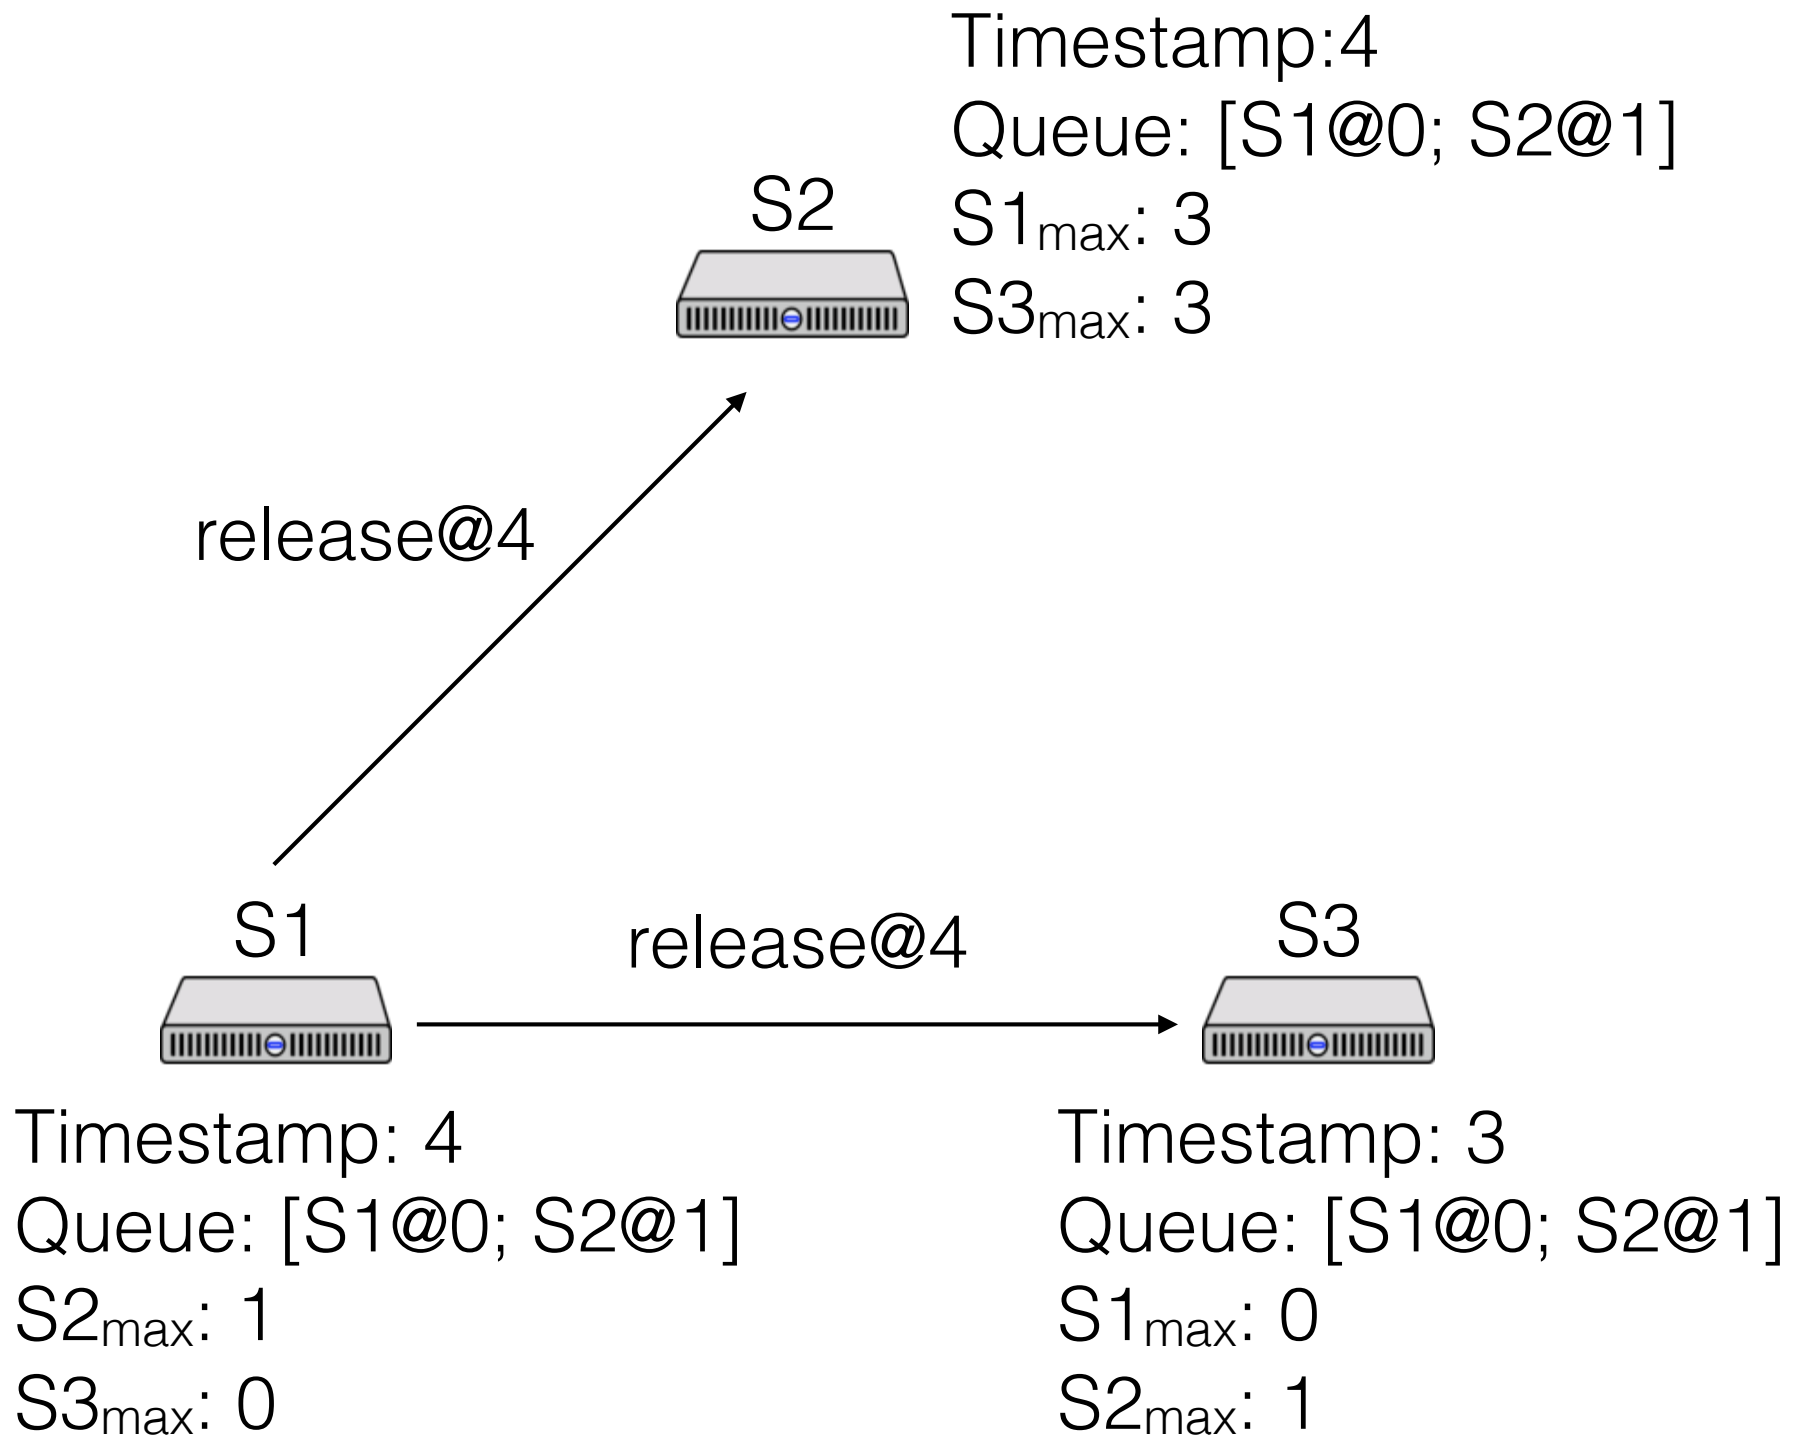 Timestamp:4
Queue: [S1@0; S2@1]
S1max: 3
S3max: 3
S2
release@4
S1
release@4
S3
Timestamp: 4
Queue: [S1@0; S2@1]
S2max: 1
S3max: 0
Timestamp: 3
Queue: [S1@0; S2@1]
S1max: 0
S2max: 1